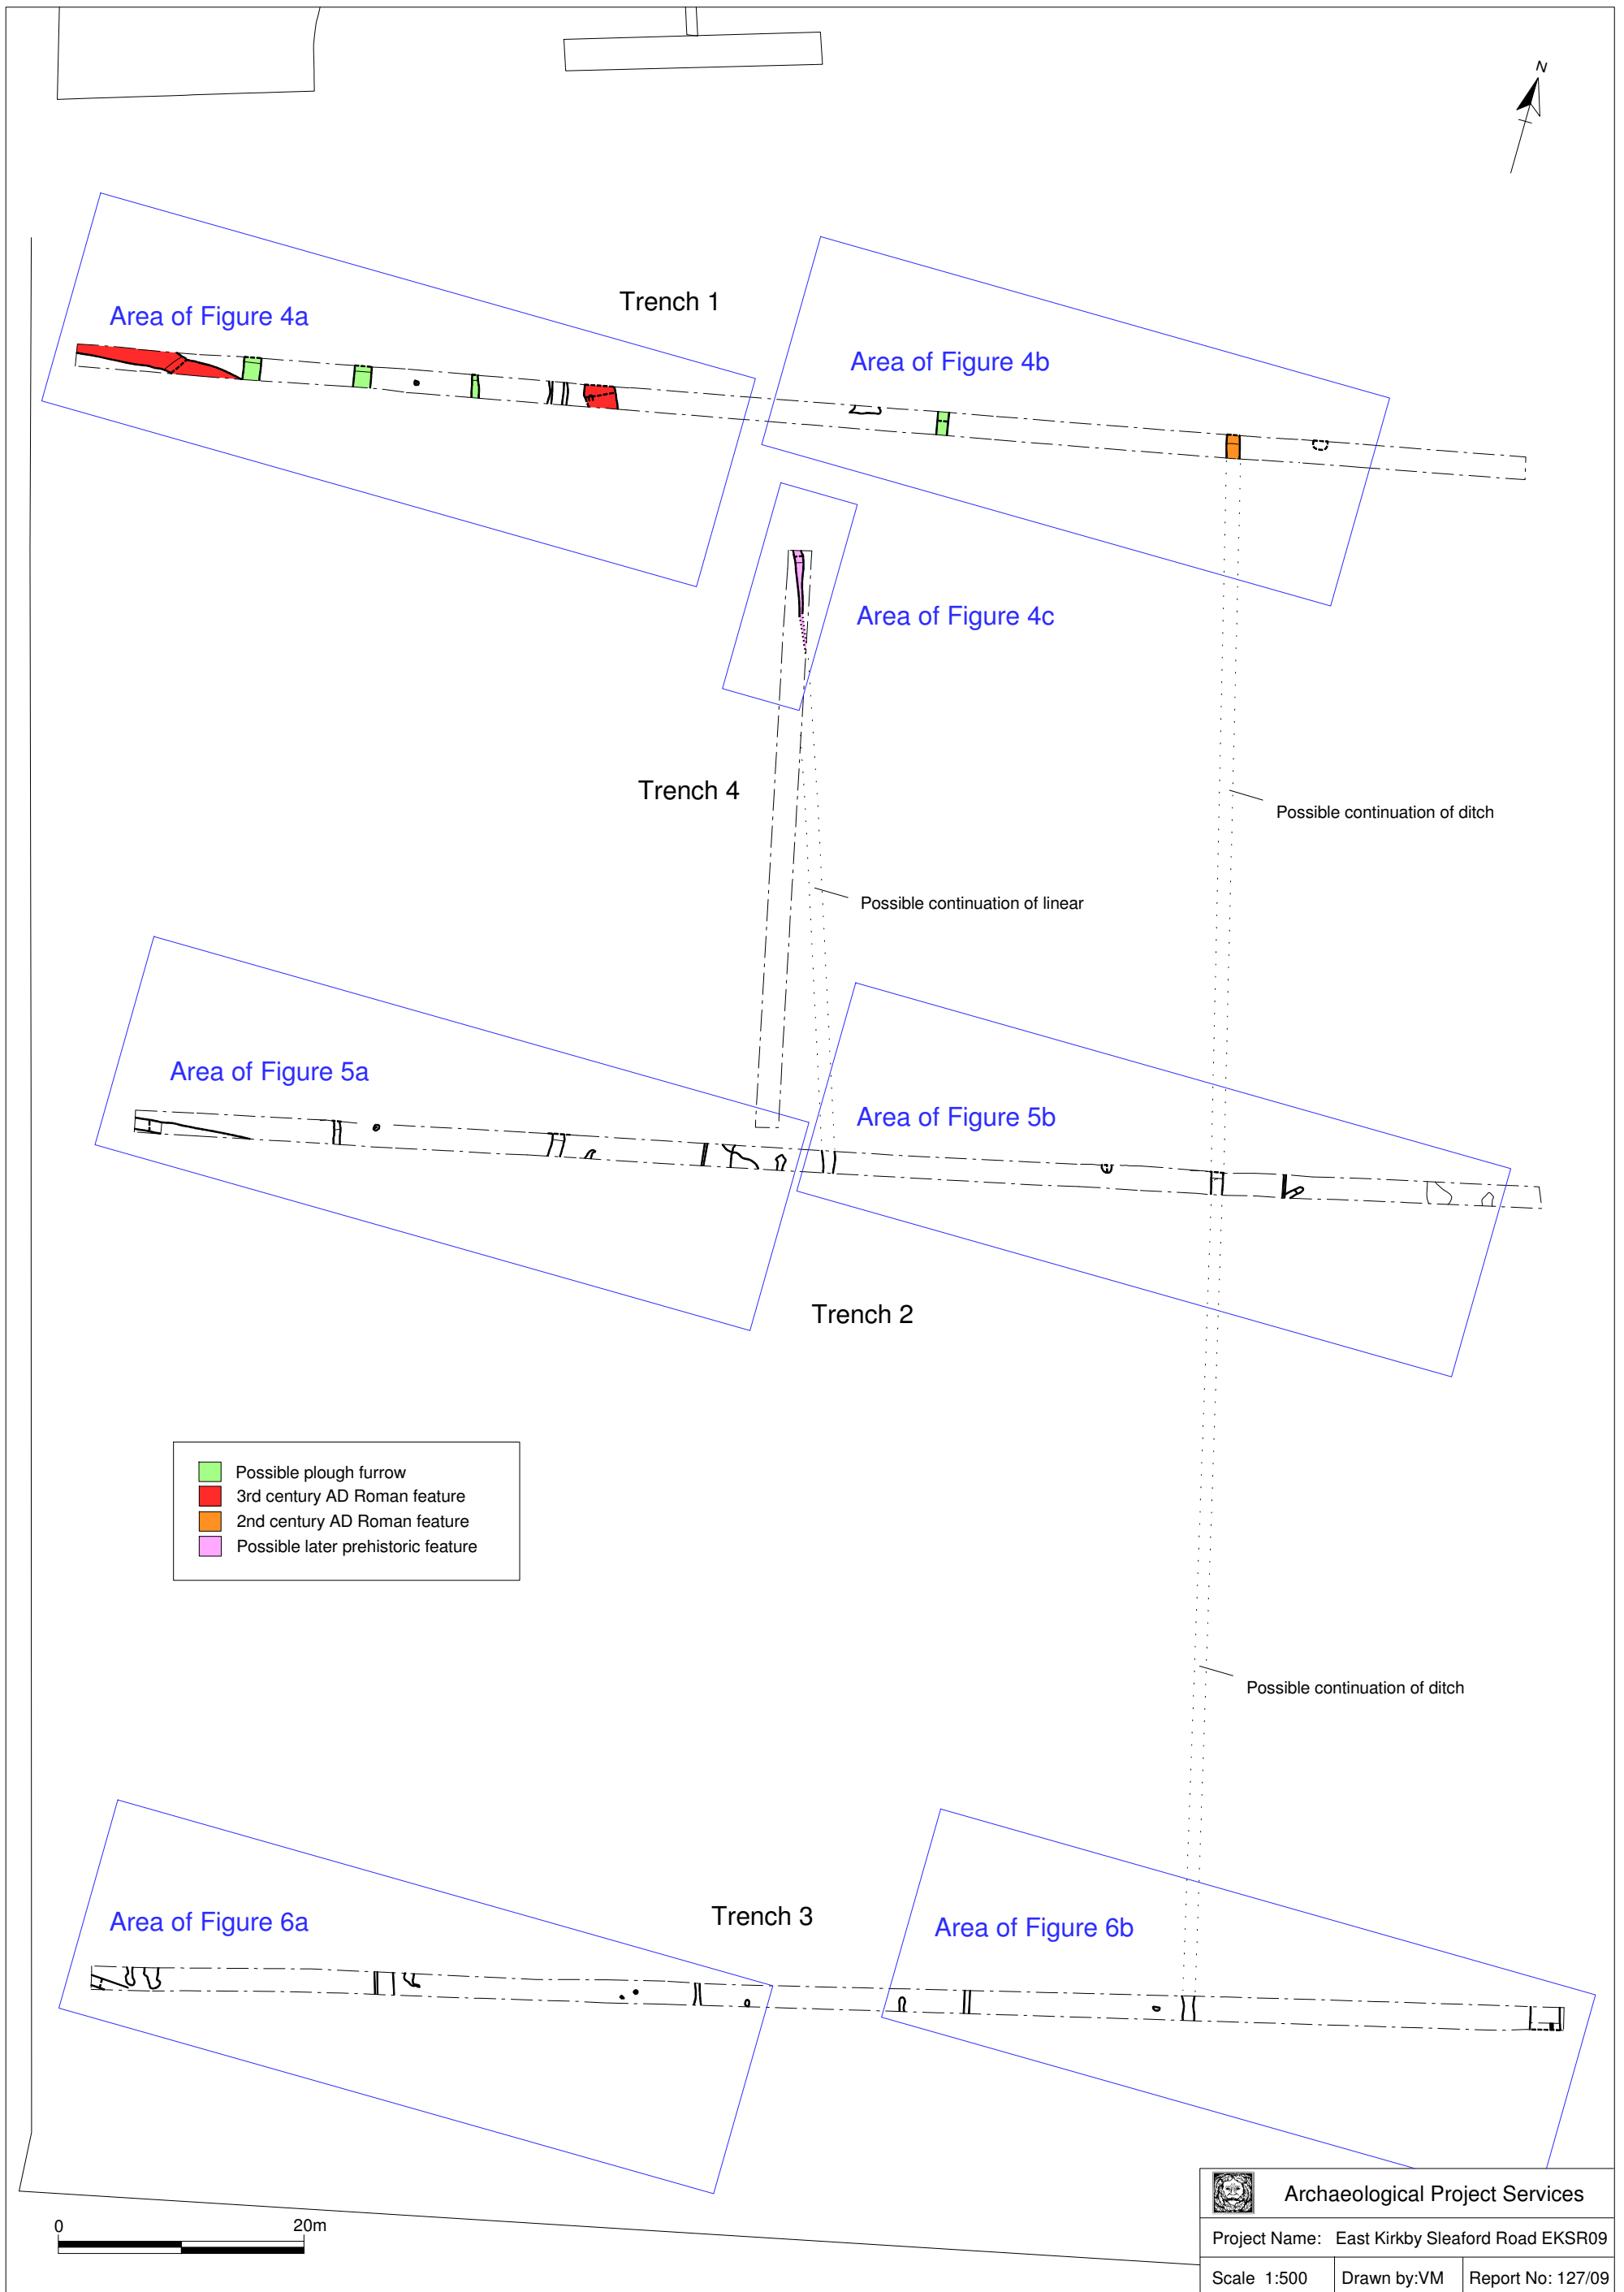 N
Trench 1
Area of Figure 4a
Area of Figure 4b
Area of Figure 4c
Trench 4
Possible continuation of ditch
Possible continuation of linear
Area of Figure 5a
Area of Figure 5b
Trench 2
Possible plough furrow
3rd century AD Roman feature
2nd century AD Roman feature
Possible later prehistoric feature
Possible continuation of ditch
Trench 3
Area of Figure 6a
Area of Figure 6b
0 20m
Archaeological Project Services
Project Name: East Kirkby Sleaford Road EKSR09
Scale 1:500 Drawn by:VM Report No: 127/09